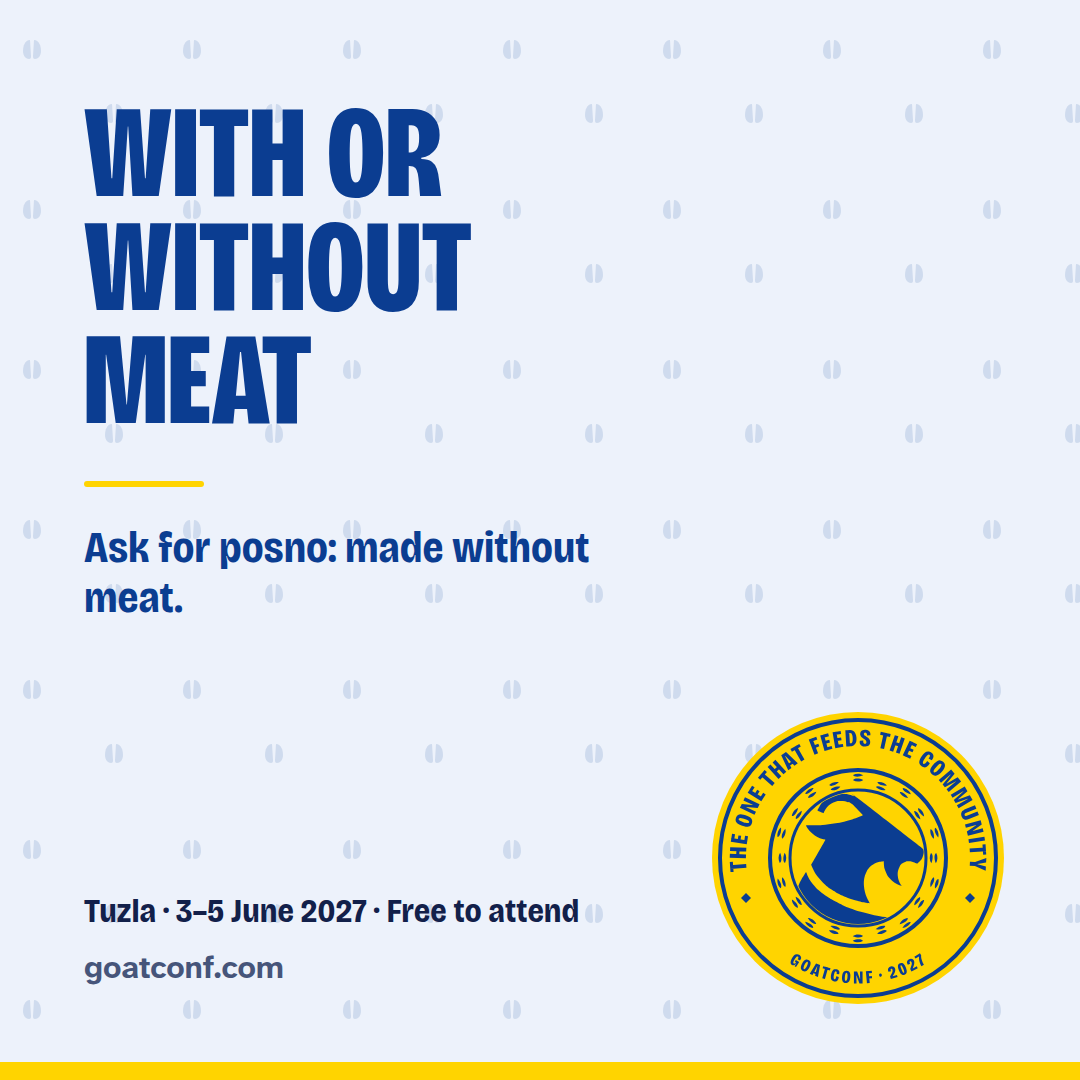 WITH OR
WITHOUT
MEAT
Ask for posno: made without
meat.
THE ONE THAT FEEDS THE COMMUNITY
GOATCONF · 2027
Tuzla · 3–5 June 2027 · Free to attend
goatconf.com